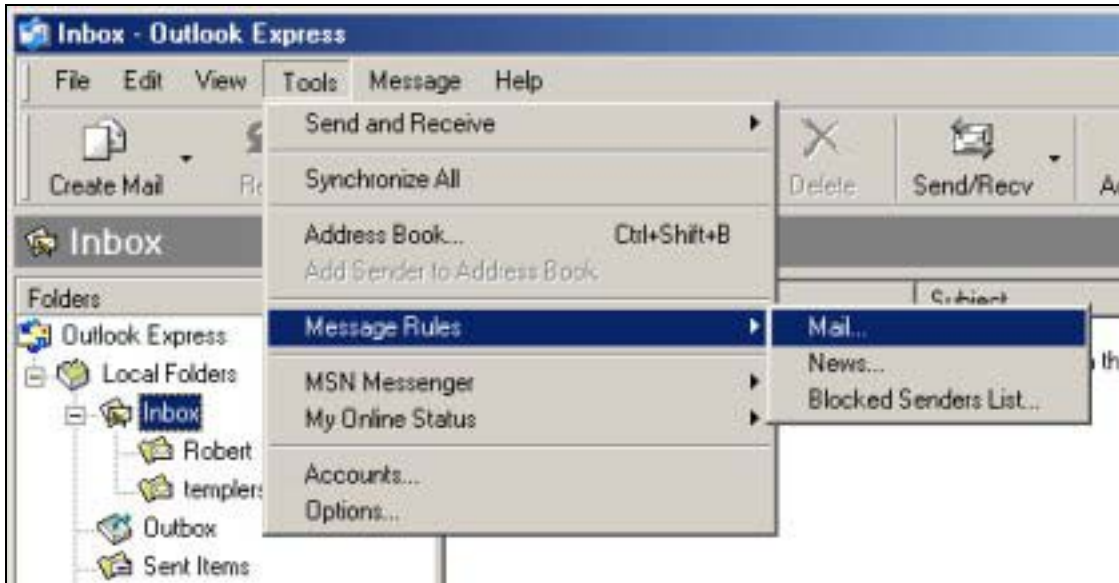 Inbox - Outlook Express
File Edit View Tools Message Help
Create Mail
Delete
Send/Recv
Inbox
Send and Receive
Synchronize All
Address Book... Ctrl+Shift+B
Add Sender to Address Book
Message Rules
MSN Messenger
My Online Status
Accounts...
Options...
Mail...
News...
Blocked Senders List...
Folders
Outlook Express
Local Folders
Inbox
Robert
Outbox
Sent Items
Subject